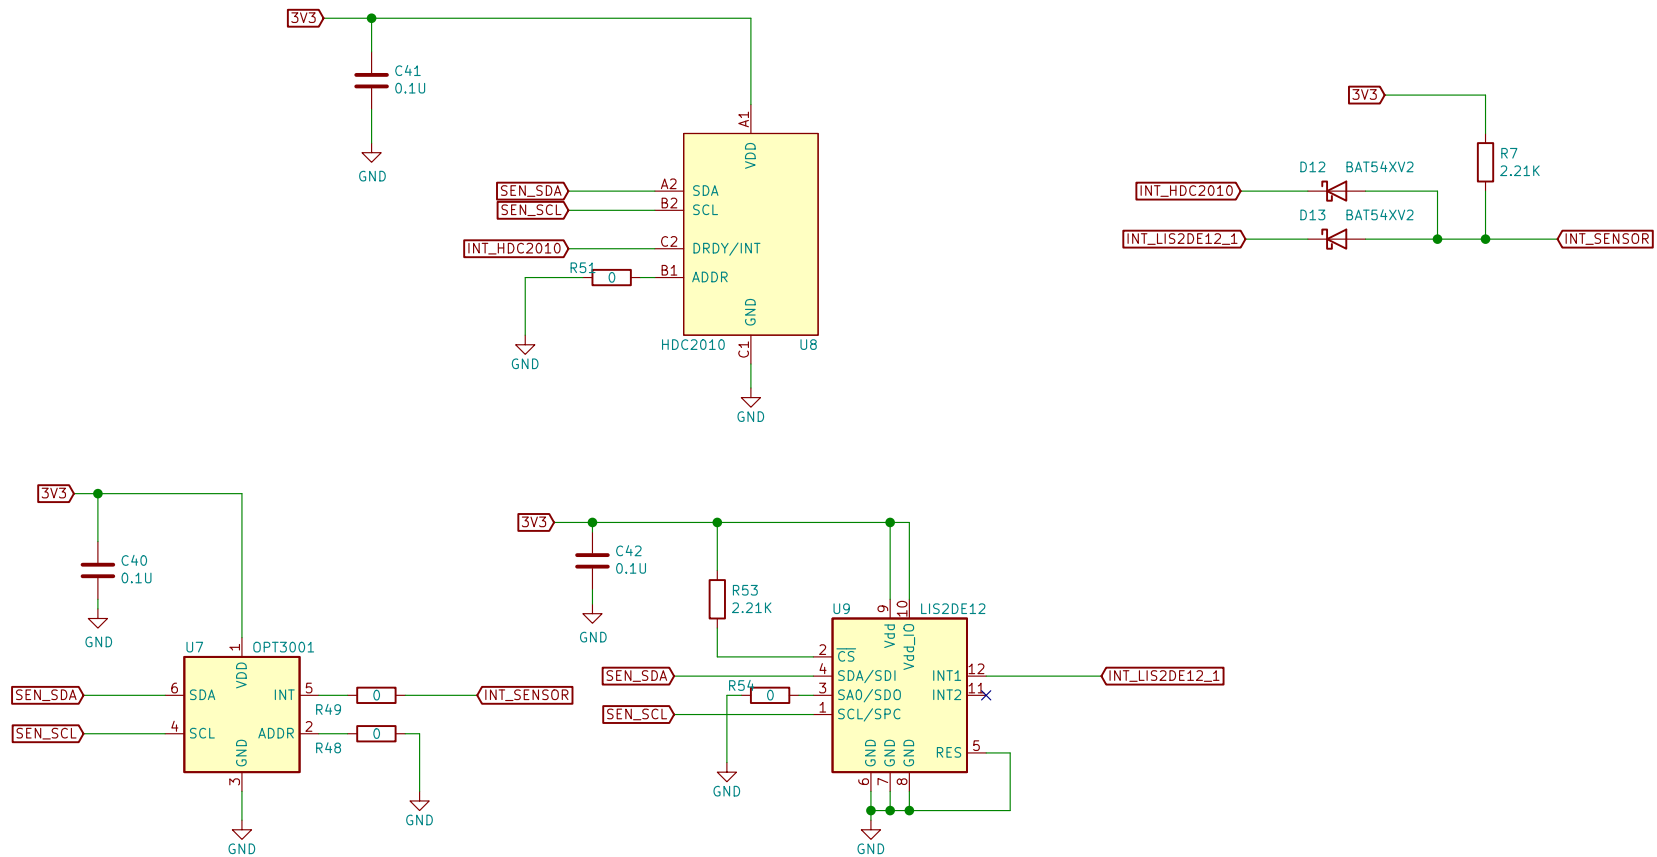 3V3
C41
0.1U
GND
A1
VDD
SEN_SDA
A2
SDA
SEN_SCL
B2
SCL
INT_HDC2010
C2
DRDY/INT
R51
0
B1
ADDR
GND
HDC2010
C1
U8
GND
GND
3V3
R7
2.21K
D12
BAT54XV2
INT_HDC2010
D13
BAT54XV2
INT_LIS2DE12_1
INT_SENSOR
3V3
C40
0.1U
GND
U7
1
OPT3001
VDD
SEN_SDA
6
SDA
INT
5
0
INT_SENSOR
R49
SEN_SCL
4
SCL
ADDR
2
0
R48
GND
3
GND
GND
3V3
C42
0.1U
GND
R53
2.21K
U9
9
10
LIS2DE12
Vdd
Vdd_IO
2
CS
SEN_SDA
4
SDA/SDI
INT1
12
INT_LIS2DE12_1
R54
0
3
SA0/SDO
INT2
11
SEN_SCL
1
SCL/SPC
GND
GND
GND
GND
RES
5
6
7
8
GND